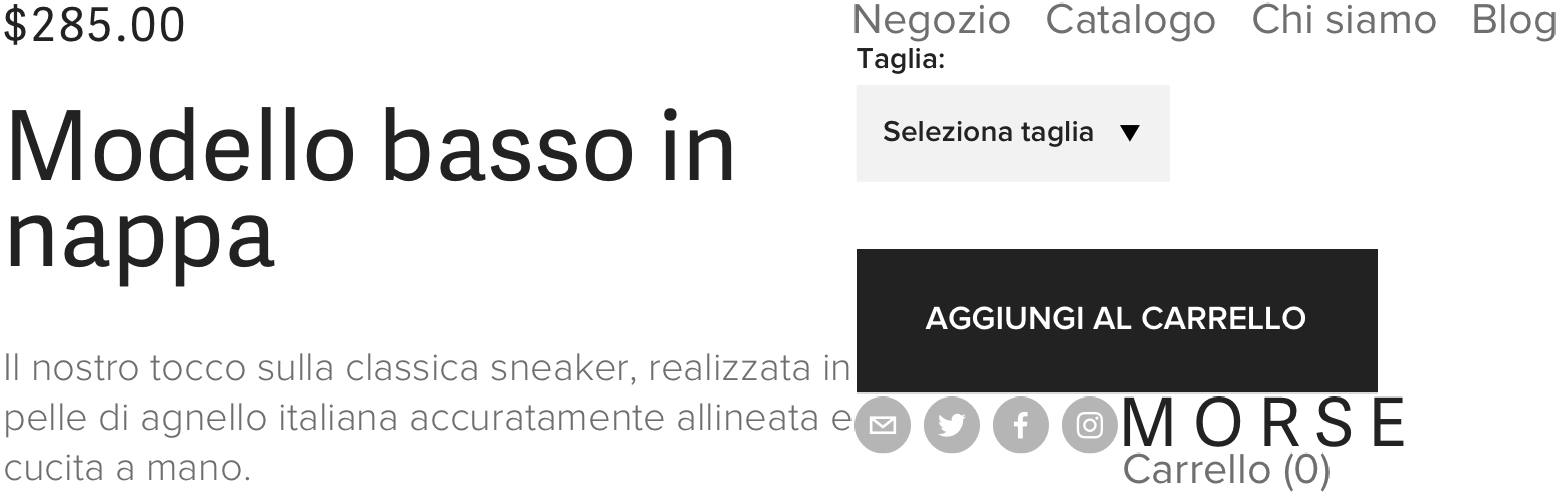 $285.00
Modello basso in
nappa
Il nostro tocco sulla classica sneaker, realizzata in
pelle di agnello italiana accuratamente allineata e
cucita a mano.
Negozio Catalogo Chi siamo Blog
Taglia:
Seleziona taglia
AGGIUNGI AL CARRELLO
MORSE
Carrello (0)